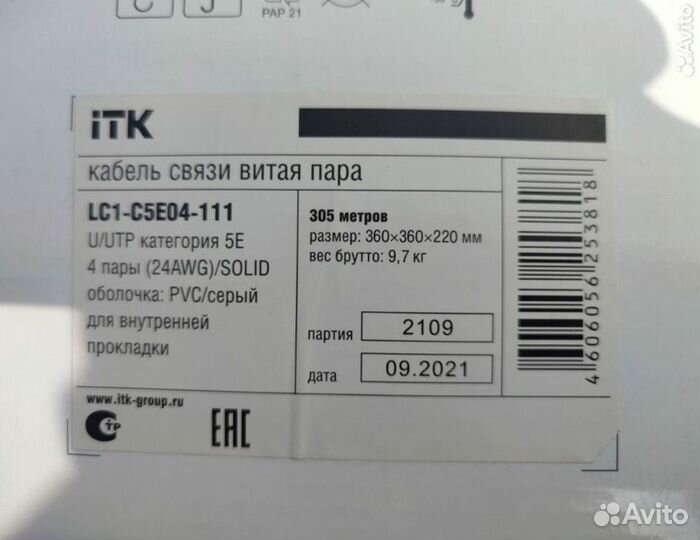 PAP 21
iTK
кабель связи витая пара
LC1-C5E04-111
U/UTP категория 5E
4 пары (24AWG)/SOLID
оболочка: PVC/серый
для внутренней
прокладки
305 метров
размер: 360×360×220 мм
вес брутто: 9,7 кг
партия 2109
дата 09.2021
4606056253818
www.itk-group.ru
СТР
ЕАС
Avito
Avito